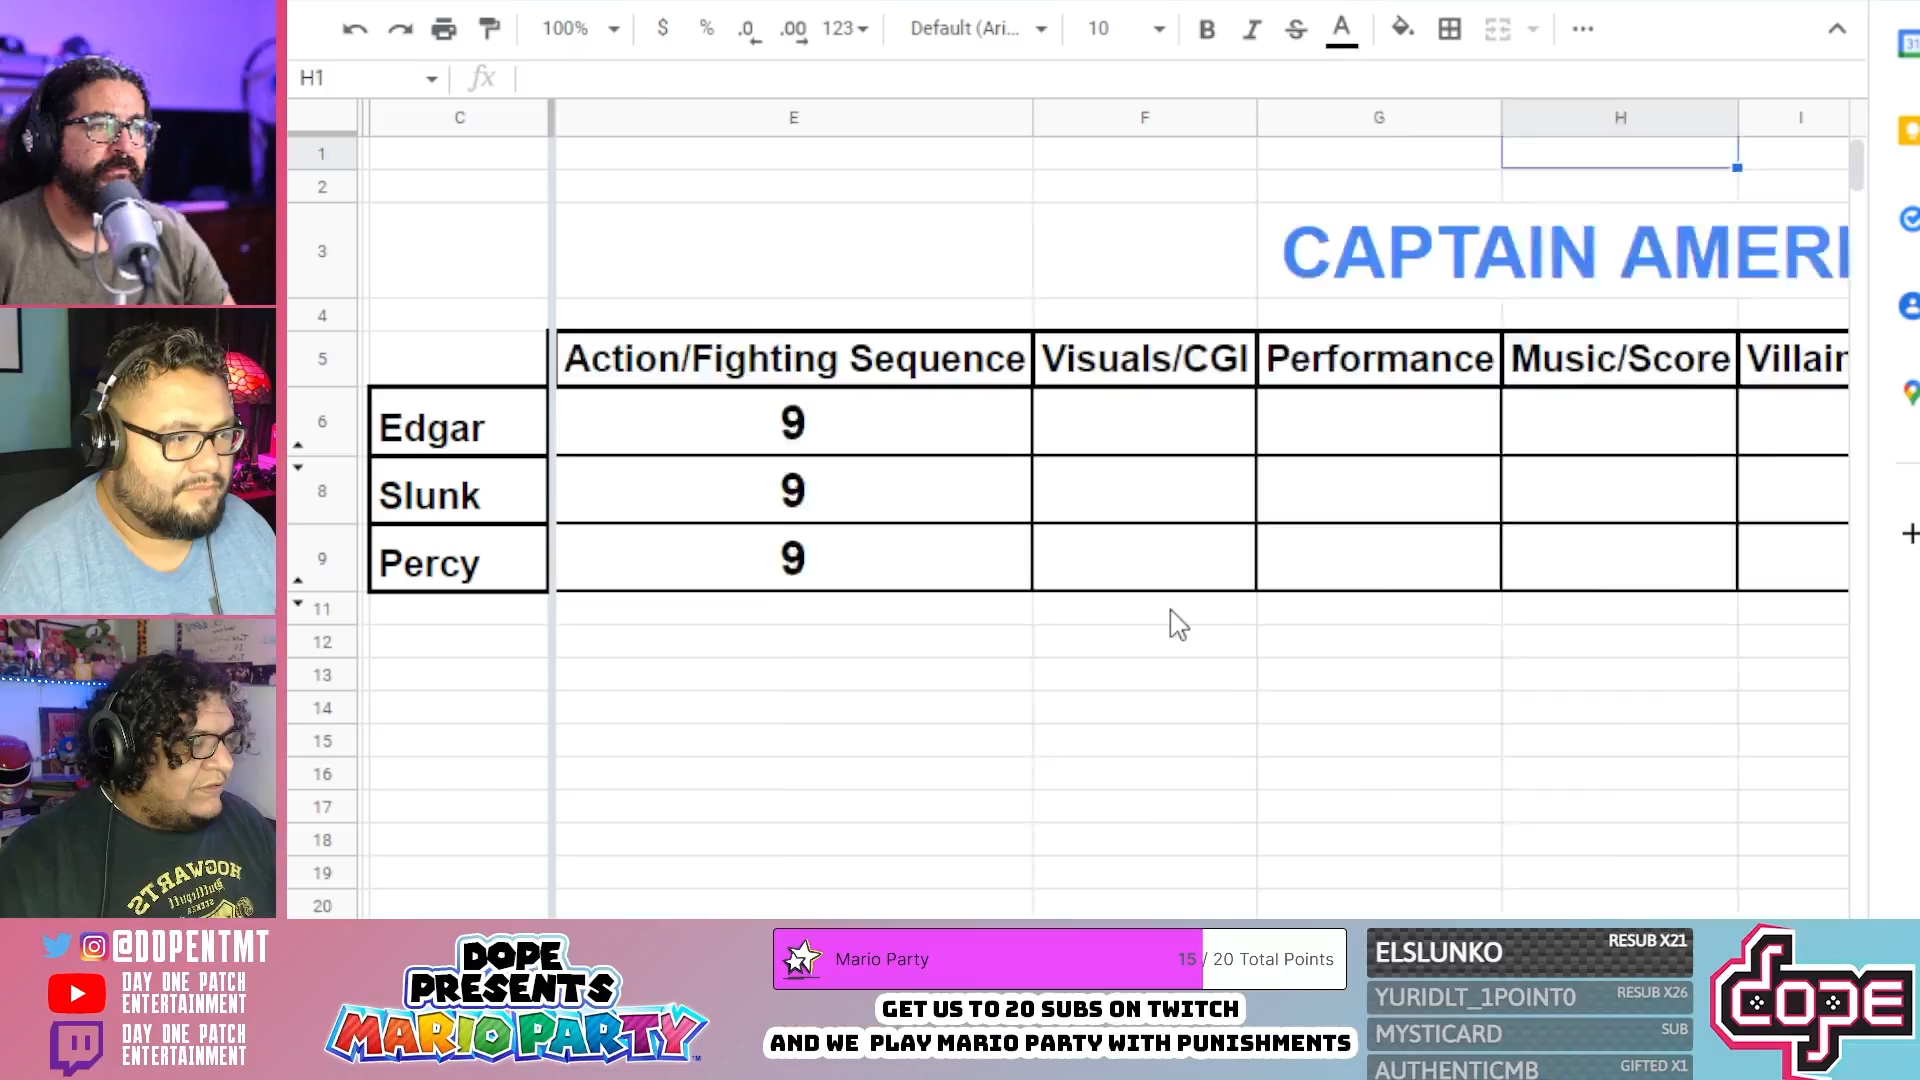 100% $ % .0 .00 123 Default (Ari... 10 B I S A
H1 fx
C E F G H I
1
2
3 CAPTAIN AMERI
4
5 Action/Fighting Sequence Visuals/CGI Performance Music/Score Villain
6 Edgar 9
8 Slunk 9
9 Percy 9
11
12
13
14
15
16
17
18
19
20
31
HOGWARTS
@DOPENTMT
DAY ONE PATCH
ENTERTAINMENT
DAY ONE PATCH
ENTERTAINMENT
DOPE
PRESENTS
MARIO PARTY
Mario Party 15 / 20 Total Points
GET US TO 20 SUBS ON TWITCH
AND WE PLAY MARIO PARTY WITH PUNISHMENTS
ELSLUNKO RESUB X21
YURIDLT_1POINT0 RESUB X26
MYSTICARD SUB
AUTHENTICMB GIFTED X1
dope